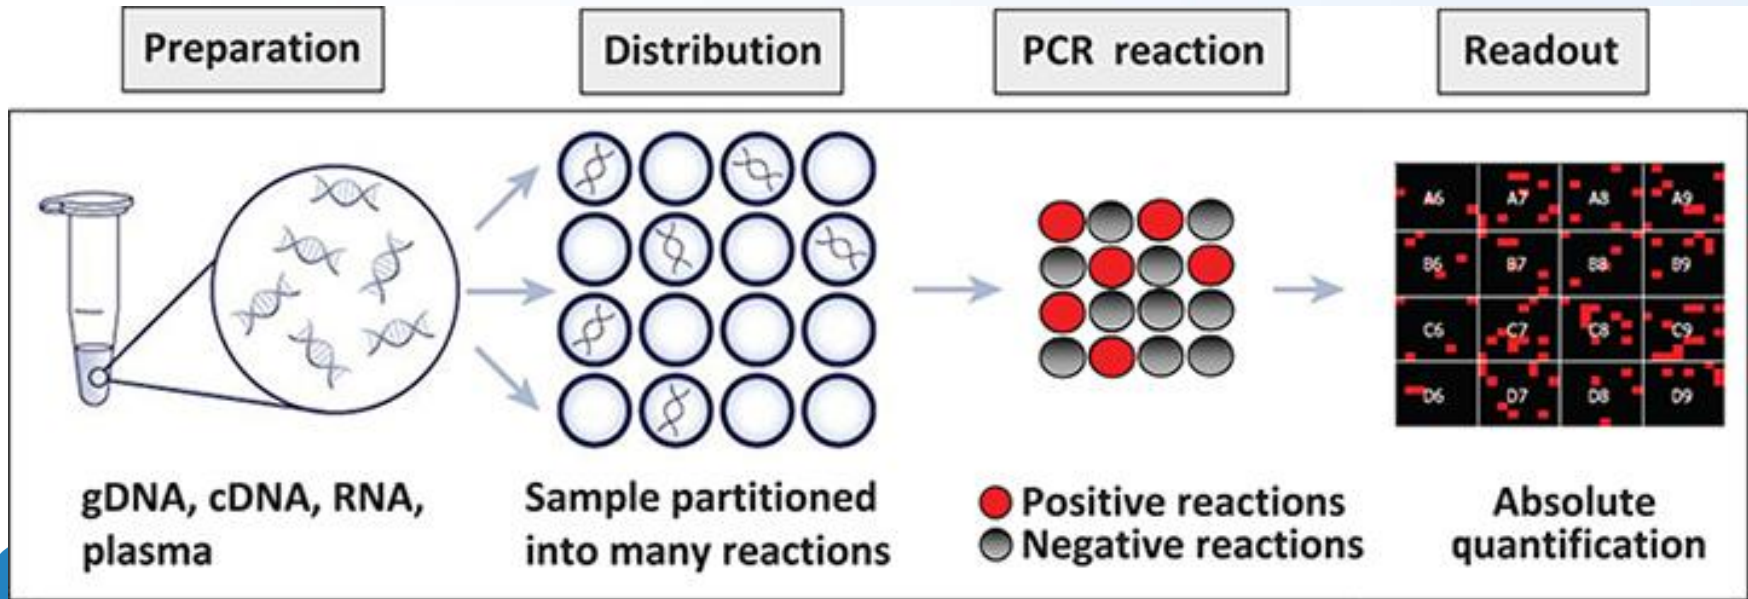 Preparation
Distribution
PCR reaction
Readout
A6 A7 A8 A9
B6 B7 B8 B9
C6 C7 C8 C9
D6 D7 D8 D9
gDNA, cDNA, RNA,
plasma
Sample partitioned
into many reactions
Positive reactions
Negative reactions
Absolute
quantification